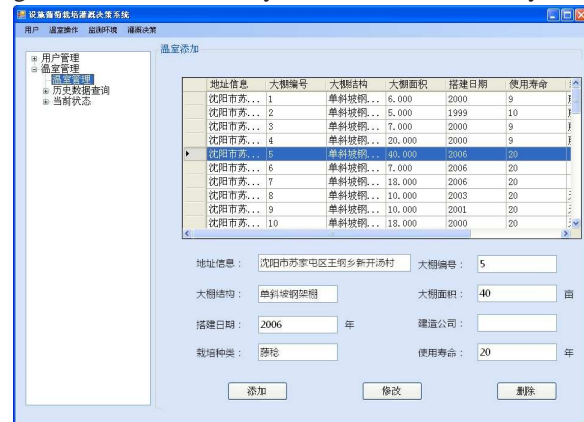 设施葡萄栽培灌溉决策系统
用户 温室操作 监测环境 灌溉决策
用户管理
温室管理
温室管理
历史数据查询
当前状态
温室添加
地址信息 大棚编号 大棚结构 大棚面积 搭建日期 使用寿命
沈阳市苏... 1 单斜坡钢... 6.000 2000 9
沈阳市苏... 2 单斜坡钢... 5.000 1999 10
沈阳市苏... 3 单斜坡钢... 7.000 2000 9
沈阳市苏... 4 单斜坡钢... 20.000 2000 9
沈阳市苏... 5 单斜坡钢... 40.000 2006 20
沈阳市苏... 6 单斜坡钢... 7.000 2006 20
沈阳市苏... 7 单斜坡钢... 18.000 2006 20
沈阳市苏... 8 单斜坡钢... 10.000 2003 20
沈阳市苏... 9 单斜坡钢... 10.000 2001 20
沈阳市苏... 10 单斜坡钢... 18.000 2000 20
地址信息： 沈阳市苏家屯区王纲乡新开汤村 大棚编号： 5
大棚结构： 单斜坡钢架棚 大棚面积： 40 亩
搭建日期： 2006 年 建造公司：
栽培种类： 使用寿命： 20 年
添加 修改 删除